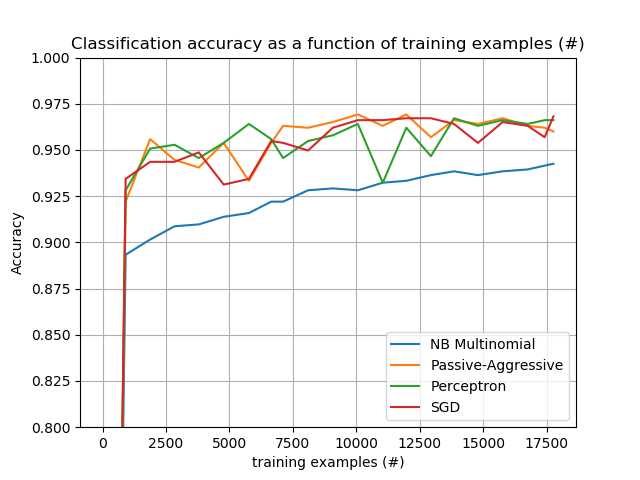 Classification accuracy as a function of training examples (#)
1.000
0.975
0.950
0.925
0.900
0.875
0.850
0.825
0.800
Accuracy
NB Multinomial
Passive-Aggressive
Perceptron
SGD
0 2500 5000 7500 10000 12500 15000 17500
training examples (#)